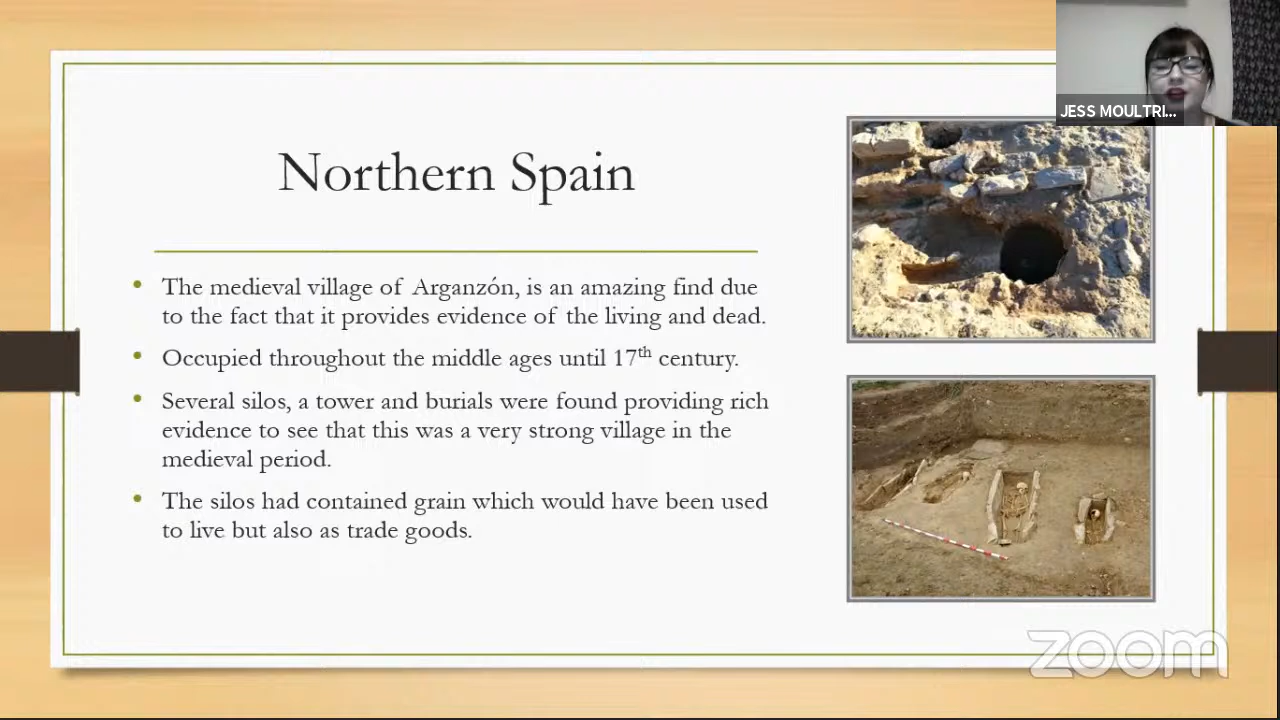 JESS MOULTRI...
Northern Spain
• The medieval village of Arganzón, is an amazing find due
to the fact that it provides evidence of the living and dead.
• Occupied throughout the middle ages until 17th century.
• Several silos, a tower and burials were found providing rich
evidence to see that this was a very strong village in the
medieval period.
• The silos had contained grain which would have been used
to live but also as trade goods.
zoom